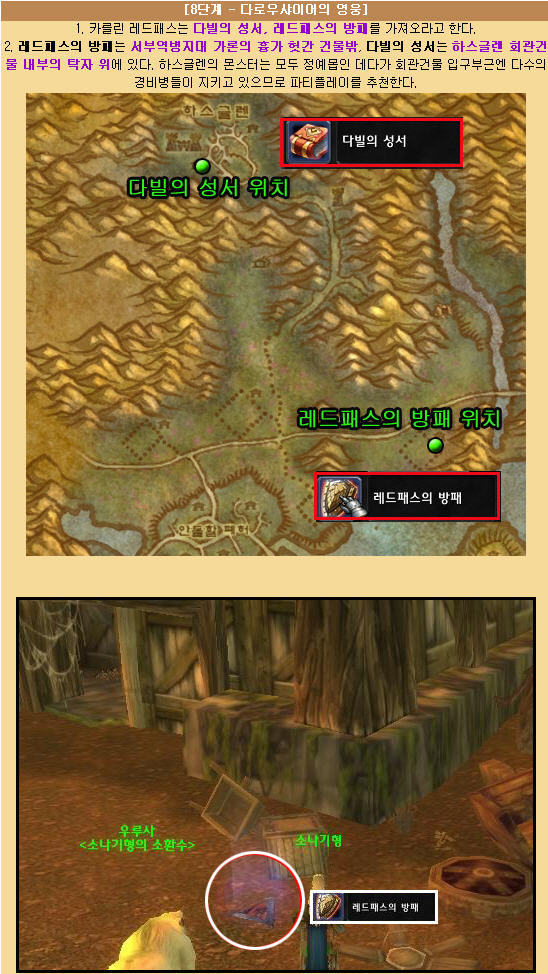 [8단계 - 다로우샤이어의 영웅]
1. 카를린 레드패스는 다빌의 성서, 레드패스의 방패를 가져오라고 한다.
2. 레드패스의 방패는 서부역병지대 가론의 흉가 헛간 건물밖, 다빌의 성서는 하스글렌 회관건
물 내부의 탁자 위에 있다. 하스글렌의 몬스터는 모두 정예몹인 데다가 회관건물 입구부근엔 다수의
경비병들이 지키고 있으므로 파티플레이를 추천한다.
하스글렌
다빌의 성서
다빌의 성서 위치
레드패스의 방패 위치
레드패스의 방패
안돌할 폐허
우루사
<소나기형의 소환수>
소나기형
레드패스의 방패